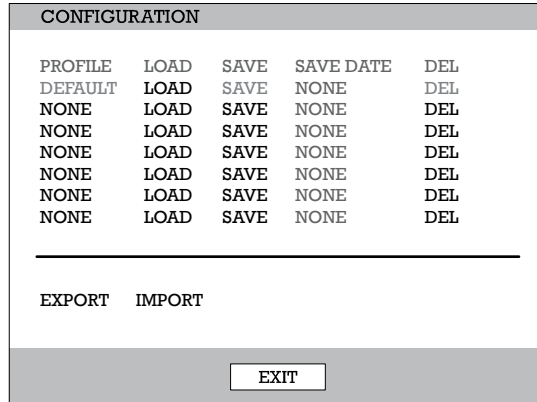 CONFIGURATION
PROFILE LOAD SAVE SAVE DATE DEL
DEFAULT LOAD SAVE NONE DEL
NONE LOAD SAVE NONE DEL
NONE LOAD SAVE NONE DEL
NONE LOAD SAVE NONE DEL
NONE LOAD SAVE NONE DEL
NONE LOAD SAVE NONE DEL
NONE LOAD SAVE NONE DEL
EXPORT IMPORT
EXIT